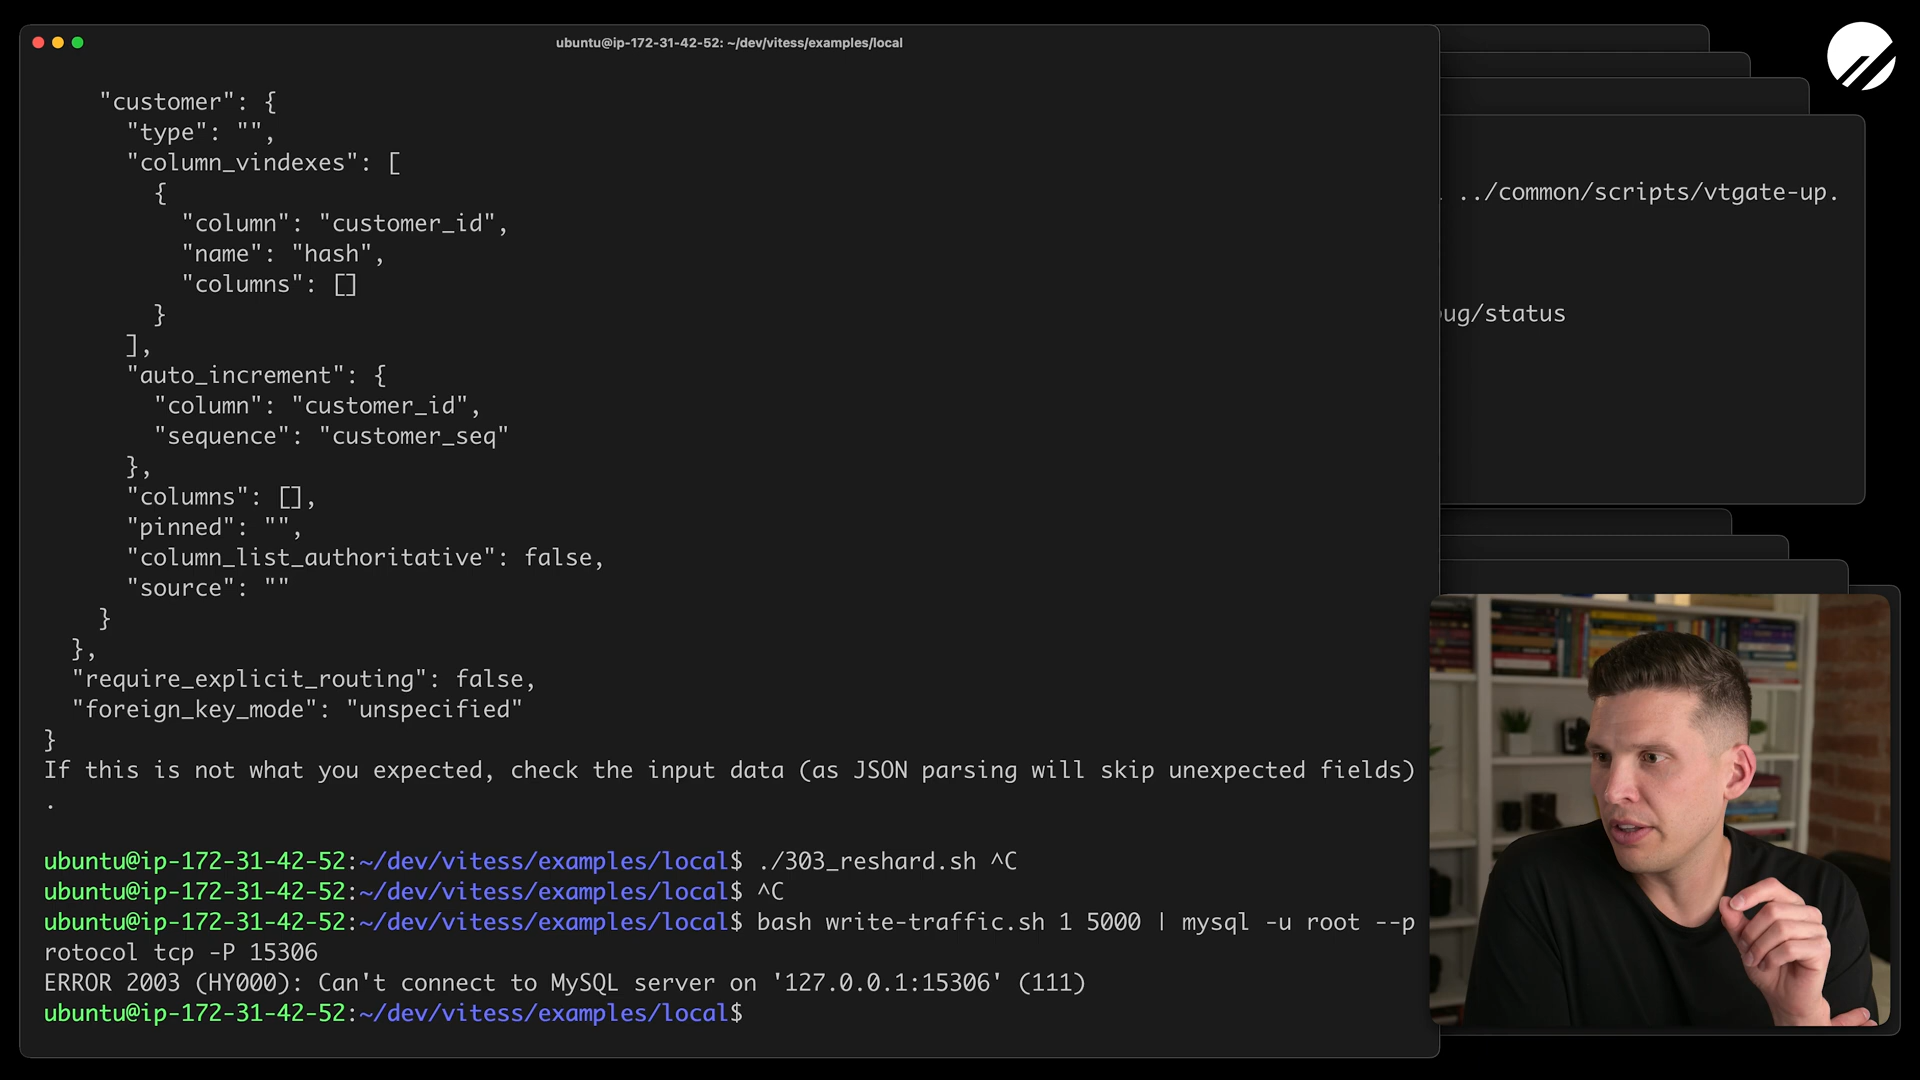 ubuntu@ip-172-31-42-52: ~/dev/vitess/examples/local
"customer": {
"type": "",
"column_vindexes": [
{
"column": "customer_id",
"name": "hash",
"columns": []
}
],
"auto_increment": {
"column": "customer_id",
"sequence": "customer_seq"
},
"columns": [],
"pinned": "",
"column_list_authoritative": false,
"source": ""
}
},
"require_explicit_routing": false,
"foreign_key_mode": "unspecified"
}
If this is not what you expected, check the input data (as JSON parsing will skip unexpected fields)
.
ubuntu@ip-172-31-42-52:~/dev/vitess/examples/local$ ./303_reshard.sh ^C
ubuntu@ip-172-31-42-52:~/dev/vitess/examples/local$ ^C
ubuntu@ip-172-31-42-52:~/dev/vitess/examples/local$ bash write-traffic.sh 1 5000 | mysql -u root --p
rotocol tcp -P 15306
ERROR 2003 (HY000): Can't connect to MySQL server on '127.0.0.1:15306' (111)
ubuntu@ip-172-31-42-52:~/dev/vitess/examples/local$
../common/scripts/vtgate-up.
ug/status